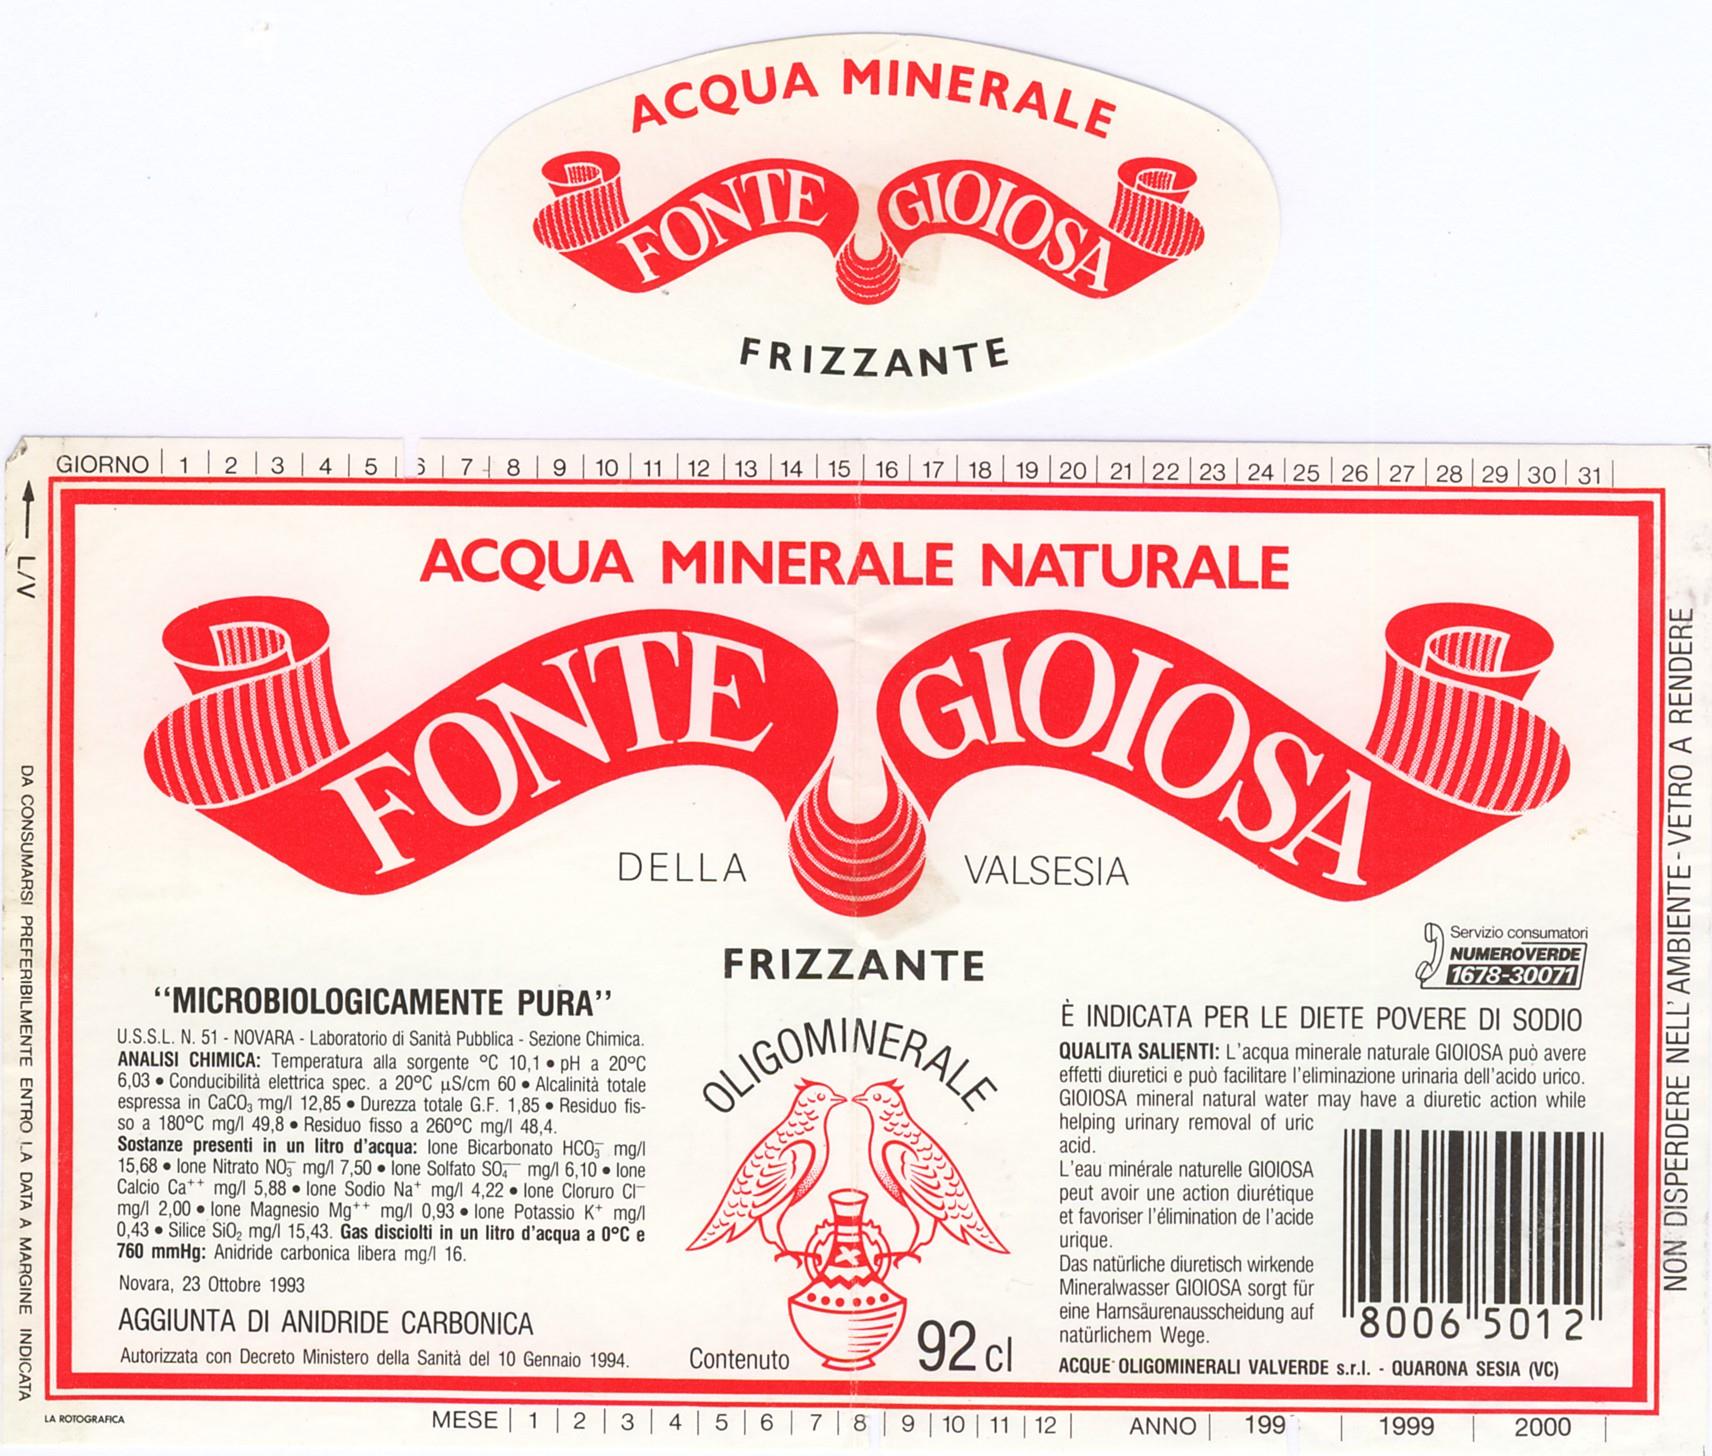 ACQUA MINERALE
FONTE GIOIOSA
FRIZZANTE
GIORNO 1 2 3 4 5 7 8 9 10 11 12 13 14 15 16 17 18 19 20 21 22 23 24 25 26 27 28 29 30 31
L/V
DA CONSUMARSI PREFERIBILMENTE ENTRO LA DATA A MARGINE INDICATA
ACQUA MINERALE NATURALE
FONTE GIOIOSA
DELLA VALSESIA
FRIZZANTE
"MICROBIOLOGICAMENTE PURA"
U.S.S.L. N. 51 - NOVARA - Laboratorio di Sanità Pubblica - Sezione Chimica.
ANALISI CHIMICA: Temperatura alla sorgente °C 10,1 • pH a 20°C
6,03 • Conducibilità elettrica spec. a 20°C µS/cm 60 • Alcalinità totale
espressa in CaCO₃ mg/l 12,85 • Durezza totale G.F. 1,85 • Residuo fis-
so a 180°C mg/l 49,8 • Residuo fisso a 260°C mg/l 48,4.
Sostanze presenti in un litro d'acqua: Ione Bicarbonato HCO₃⁻ mg/l
15,68 • Ione Nitrato NO₃⁻ mg/l 7,50 • Ione Solfato SO₄⁻⁻ mg/l 6,10 • Ione
Calcio Ca⁺⁺ mg/l 5,88 • Ione Sodio Na⁺ mg/l 4,22 • Ione Cloruro Cl⁻
mg/l 2,00 • Ione Magnesio Mg⁺⁺ mg/l 0,93 • Ione Potassio K⁺ mg/l
0,43 • Silice SiO₂ mg/l 15,43. Gas disciolti in un litro d'acqua a 0°C e
760 mmHg: Anidride carbonica libera mg/l 16.
Novara, 23 Ottobre 1993
AGGIUNTA DI ANIDRIDE CARBONICA
Autorizzata con Decreto Ministero della Sanità del 10 Gennaio 1994.
OLIGOMINERALE
Contenuto 92 cl
Servizio consumatori
NUMEROVERDE
1678-30071
È INDICATA PER LE DIETE POVERE DI SODIO
QUALITA SALIENTI: L'acqua minerale naturale GIOIOSA può avere
effetti diuretici e può facilitare l'eliminazione urinaria dell'acido urico.
GIOIOSA mineral natural water may have a diuretic action while
helping urinary removal of uric
acid.
L'eau minérale naturelle GIOIOSA
peut avoir une action diurétique
et favoriser l'élimination de l'acide
urique.
Das natürliche diuretisch wirkende
Mineralwasser GIOIOSA sorgt für
eine Harnsäurenausscheidung auf
natürlichem Wege.
8006 5012
ACQUE OLIGOMINERALI VALVERDE s.r.l. - QUARONA SESIA (VC)
NON DISPERDERE NELL'AMBIENTE - VETRO A RENDERE
LA ROTOGRAFICA
MESE 1 2 3 4 5 6 7 8 9 10 11 12 ANNO 199 1999 2000